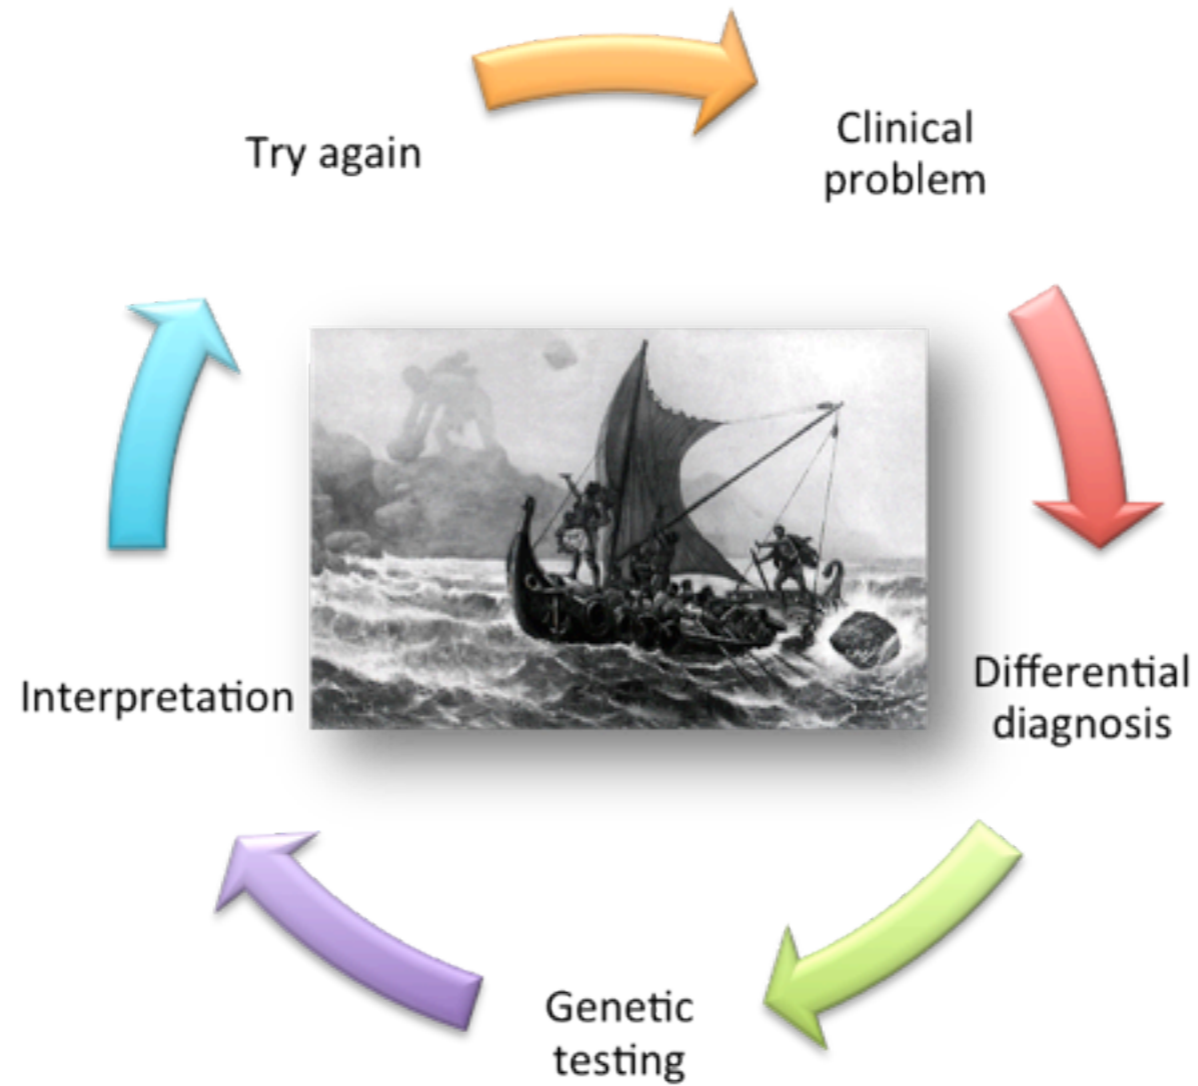 Try again
Clinical
problem
Differential
diagnosis
Genetic
testing
Interpretation